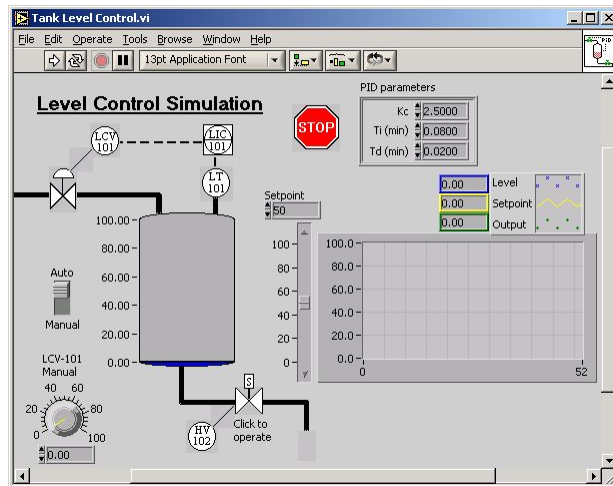 Tank Level Control.vi
File Edit Operate Tools Browse Window Help
13pt Application Font
PID
Level Control Simulation
STOP
PID parameters
Kc 2.5000
Ti (min) 0.0800
Td (min) 0.0200
LCV 101
LIC 101
LT 101
Setpoint
50
0.00 Level
0.00 Setpoint
0.00 Output
100.00
80.00
60.00
40.00
20.00
0.00
100
80
60
40
20
0
100.0
80.0
60.0
40.0
20.0
0.0
0 52
Auto
Manual
LCV-101
Manual
0 20 40 60 80 100
0.00
S
HV 102
Click to
operate